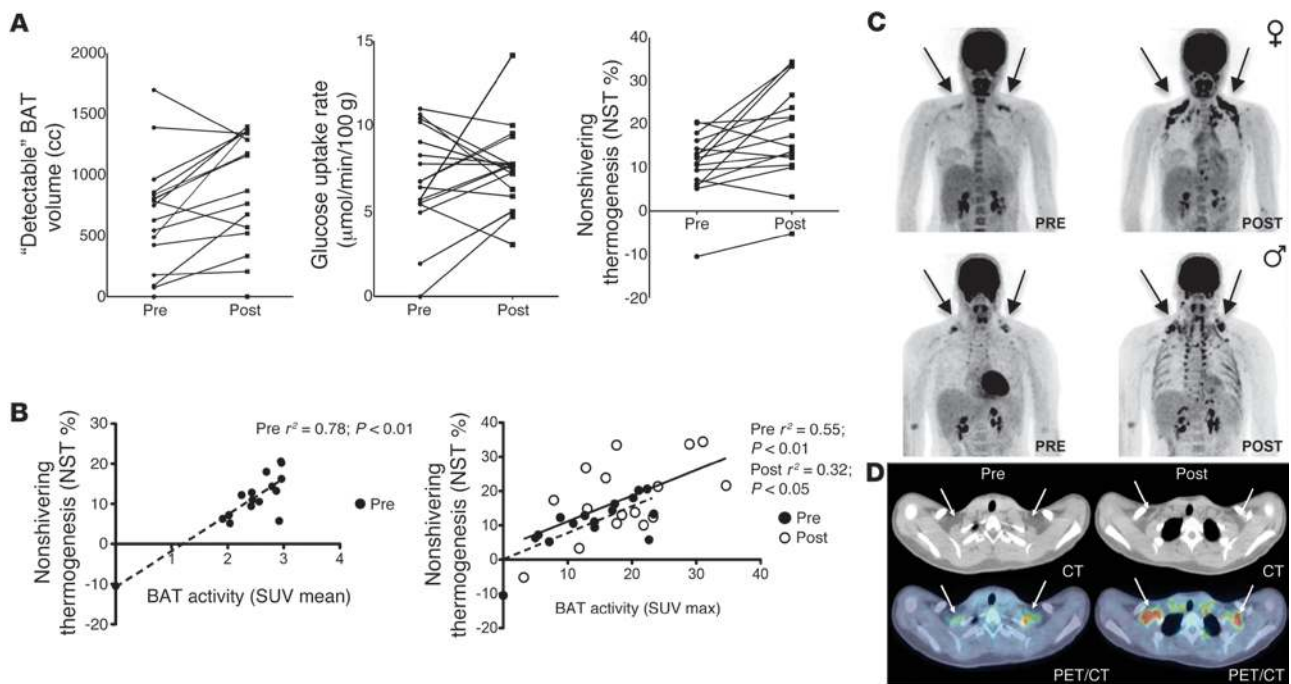 A
"Detectable" BAT
volume (cc)
2000
1500
1000
500
0
Pre
Post
Glucose uptake rate
(μmol/min/100 g)
15
10
5
0
Pre
Post
Nonshivering
thermogenesis (NST %)
40
30
20
10
0
-10
-20
Pre
Post
B
Nonshivering
thermogenesis (NST %)
30
20
10
0
-10
-20
1
2
3
4
Pre r² = 0.78; P < 0.01
Pre
BAT activity (SUV mean)
Nonshivering
thermogenesis (NST %)
40
30
20
10
0
-10
-20
10
20
30
40
BAT activity (SUV max)
Pre r² = 0.55;
P < 0.01
Post r² = 0.32;
P < 0.05
Pre
Post
C
♀
PRE
POST
♂
PRE
POST
D
Pre
Post
CT
CT
PET/CT
PET/CT